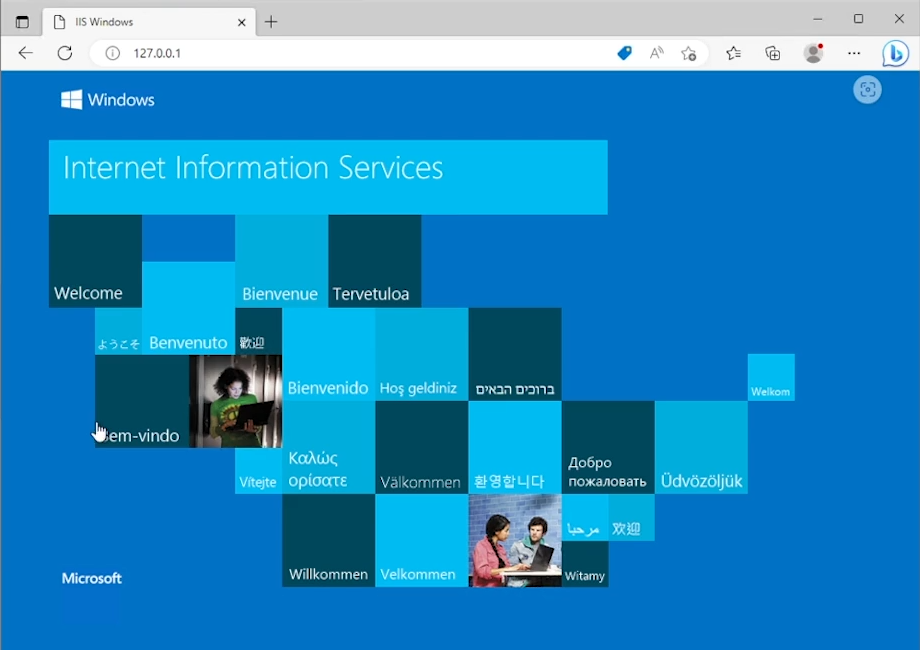 IIS Windows
127.0.0.1
Windows
Internet Information Services
Welcome
Bienvenue
Tervetuloa
ようこそ
Benvenuto
歡迎
Bienvenido
Hoş geldiniz
ברוכים הבאים
Welkom
Bem-vindo
Vítejte
Καλώς
ορίσατε
Välkommen
환영합니다
Добро
пожаловать
Üdvözöljük
مرحبا
欢迎
Willkommen
Velkommen
Witamy
Microsoft